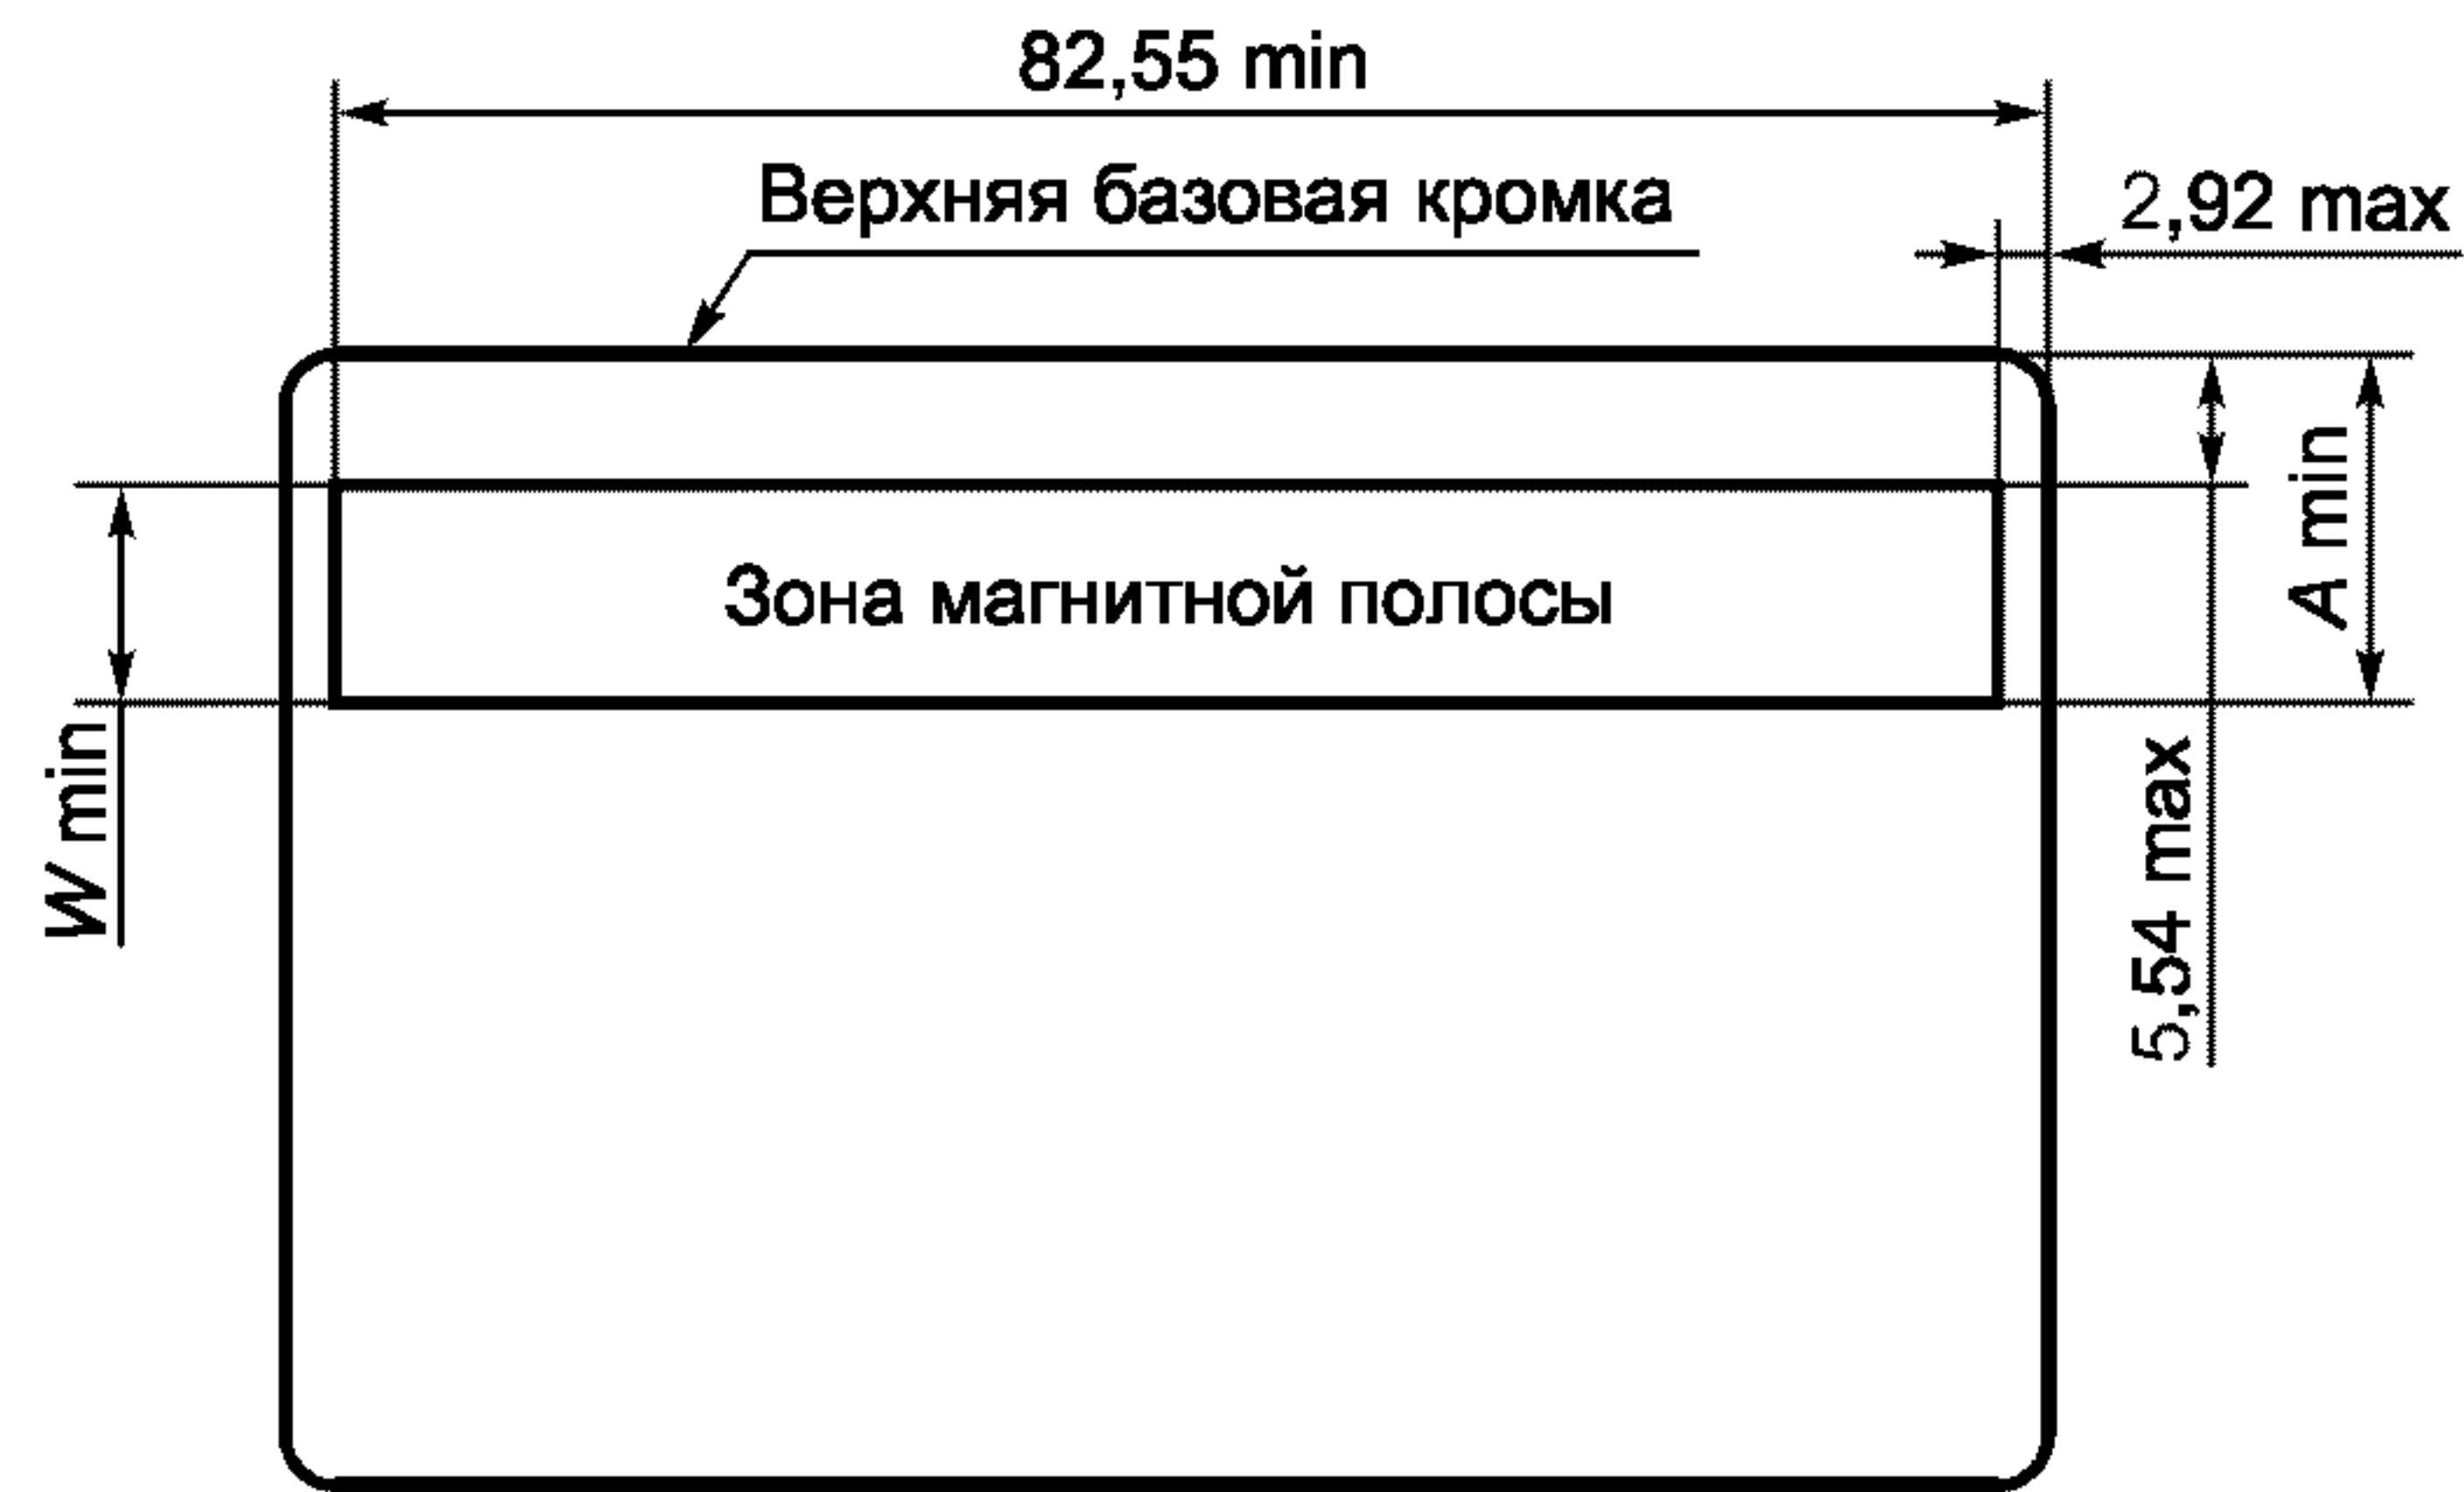 82,55 min
Верхняя базовая кромка
2,92 max
Зона магнитной полосы
A min
W min
5,54 max